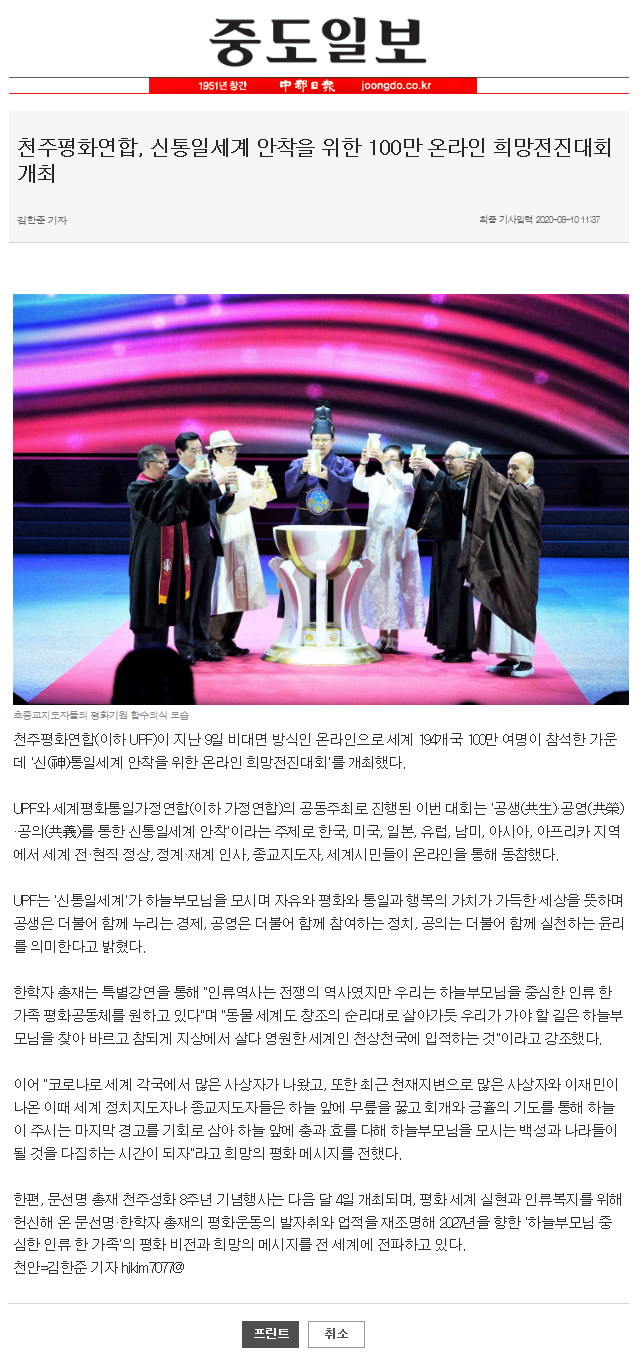 중도일보
1951년 창간 中都日報 joongdo.co.kr
천주평화연합, 신통일세계 안착을 위한 100만 온라인 희망전진대회
개최
김한준 기자
최종 기사입력 2020-08-10 11:37
초종교지도자들의 평화기원 합수의식 모습
천주평화연합(이하 UPF)이 지난 9일 비대면 방식인 온라인으로 세계 194개국 100만 여명이 참석한 가운
데 '신(神)통일세계 안착을 위한 온라인 희망전진대회'를 개최했다.
UPF와 세계평화통일가정연합(이하 가정연합)의 공동주최로 진행된 이번 대회는 '공생(共生)·공영(共榮)
·공의(共義)를 통한 신통일세계 안착'이라는 주제로 한국, 미국, 일본, 유럽, 남미, 아시아, 아프리카 지역
에서 세계 전·현직 정상, 정계·재계 인사, 종교지도자, 세계시민들이 온라인을 통해 동참했다.
UPF는 '신통일세계'가 하늘부모님을 모시며 자유와 평화와 통일과 행복의 가치가 가득한 세상을 뜻하며
공생은 더불어 함께 누리는 경제, 공영은 더불어 함께 참여하는 정치, 공의는 더불어 함께 실천하는 윤리
를 의미한다고 밝혔다.
한학자 총재는 특별강연을 통해 "인류역사는 전쟁의 역사였지만 우리는 하늘부모님을 중심한 인류 한
가족 평화공동체를 원하고 있다"며 "동물 세계도 창조의 순리대로 살아가듯 우리가 가야 할 길은 하늘부
모님을 찾아 바르고 참되게 지상에서 살다 영원한 세계인 천상천국에 입적하는 것"이라고 강조했다.
이어 "코로나로 세계 각국에서 많은 사상자가 나왔고, 또한 최근 천재지변으로 많은 사상자와 이재민이
나온 이때 세계 정치지도자나 종교지도자들은 하늘 앞에 무릎을 꿇고 회개와 긍휼의 기도를 통해 하늘
이 주시는 마지막 경고를 기회로 삼아 하늘 앞에 충과 효를 다해 하늘부모님을 모시는 백성과 나라들이
될 것을 다짐하는 시간이 되자"라고 희망의 평화 메시지를 전했다.
한편, 문선명 총재 천주성화 8주년 기념행사는 다음 달 4일 개최되며, 평화 세계 실현과 인류복지를 위해
헌신해 온 문선명·한학자 총재의 평화운동의 발자취와 업적을 재조명해 2027년을 향한 '하늘부모님 중
심한 인류 한 가족'의 평화 비전과 희망의 메시지를 전 세계에 전파하고 있다.
천안=김한준 기자 hjkim7077@
프린트 취소